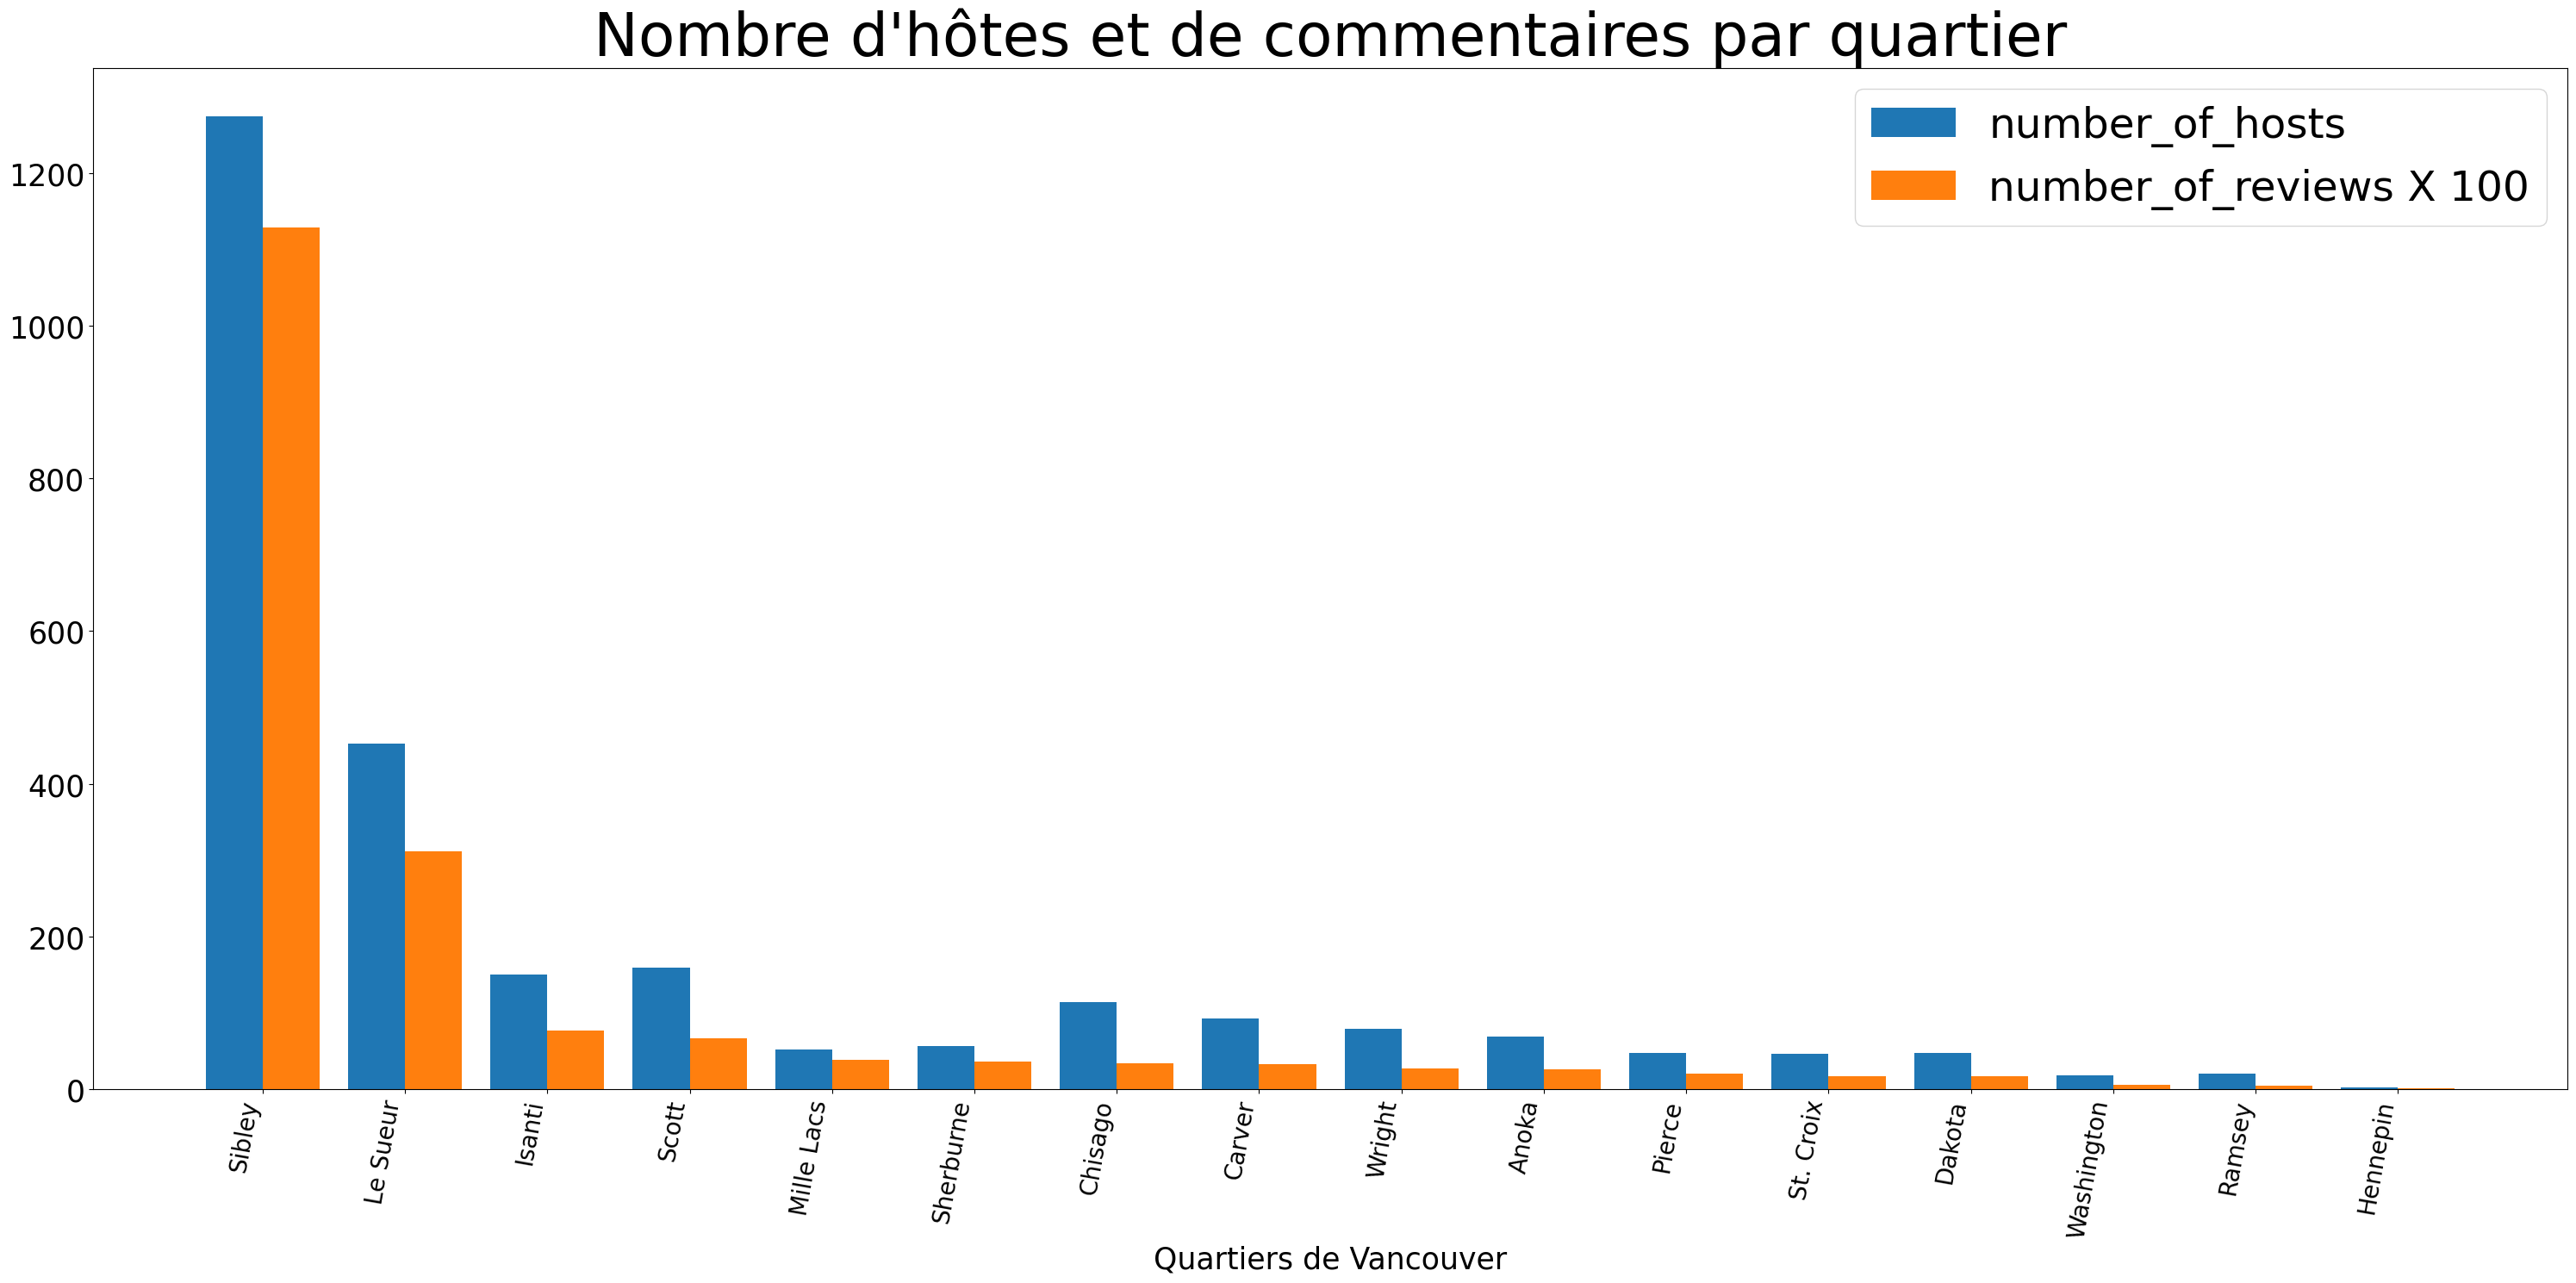 Nombre d'hôtes et de commentaires par quartier
number_of_hosts
number_of_reviews X 100
1200
1000
800
600
400
200
0
Sibley
Le Sueur
Isanti
Scott
Mille Lacs
Sherburne
Chisago
Carver
Wright
Anoka
Pierce
St. Croix
Dakota
Washington
Ramsey
Hennepin
Quartiers de Vancouver